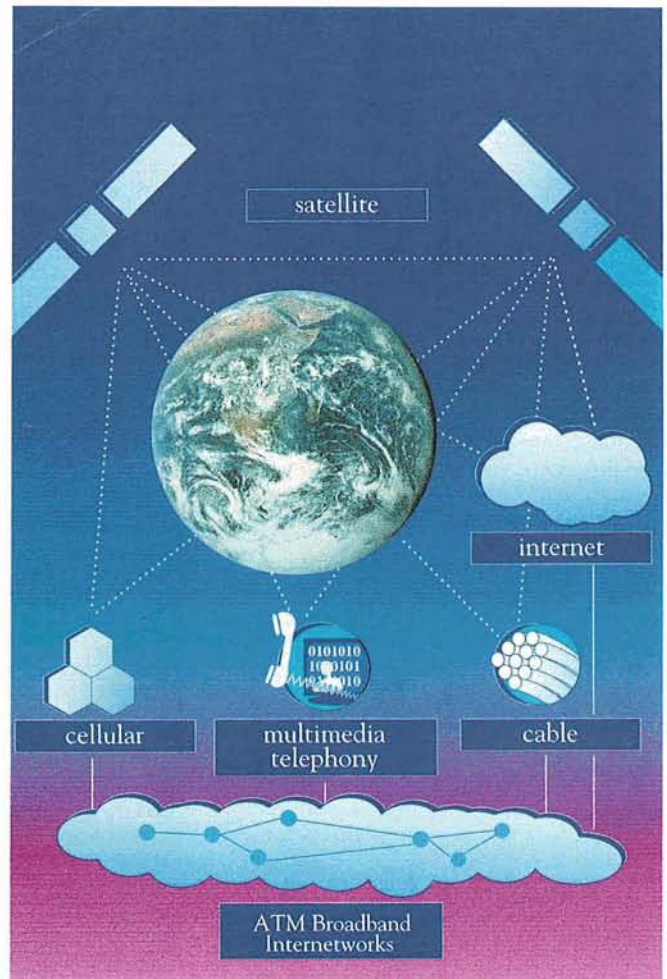 satellite
internet
0101010
1010101
cellular
multimedia
telephony
cable
ATM Broadband
Internetworks